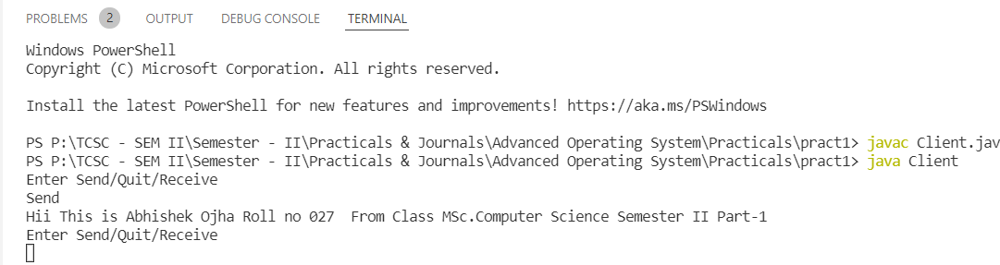 PROBLEMS 2 OUTPUT DEBUG CONSOLE TERMINAL
Windows PowerShell
Copyright (C) Microsoft Corporation. All rights reserved.
Install the latest PowerShell for new features and improvements! https://aka.ms/PSWindows
PS P:\TCSC - SEM II\Semester - II\Practicals & Journals\Advanced Operating System\Practicals\pract1> javac Client.jav
PS P:\TCSC - SEM II\Semester - II\Practicals & Journals\Advanced Operating System\Practicals\pract1> java Client
Enter Send/Quit/Receive
Send
Hii This is Abhishek Ojha Roll no 027  From Class MSc.Computer Science Semester II Part-1
Enter Send/Quit/Receive